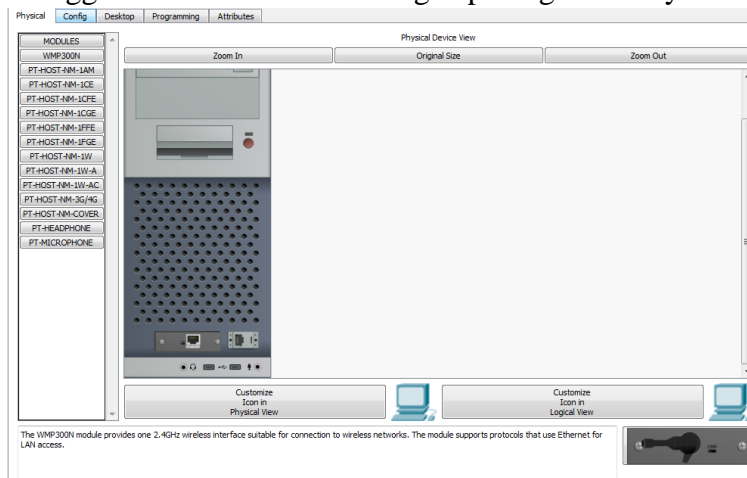 Physical Config Desktop Programming Attributes
MODULES
WMP300N
PT-HOST-NM-1AM
PT-HOST-NM-1CE
PT-HOST-NM-1CFE
PT-HOST-NM-1CGE
PT-HOST-NM-1FFE
PT-HOST-NM-1FGE
PT-HOST-NM-1W
PT-HOST-NM-1W-A
PT-HOST-NM-1W-AC
PT-HOST-NM-3G/4G
PT-HOST-NM-COVER
PT-HEADPHONE
PT-MICROPHONE
Physical Device View
Zoom In Original Size Zoom Out
Customize
Icon in
Physical View
Customize
Icon in
Logical View
The WMP300N module provides one 2.4GHz wireless interface suitable for connection to wireless networks. The module supports protocols that use Ethernet for
LAN access.